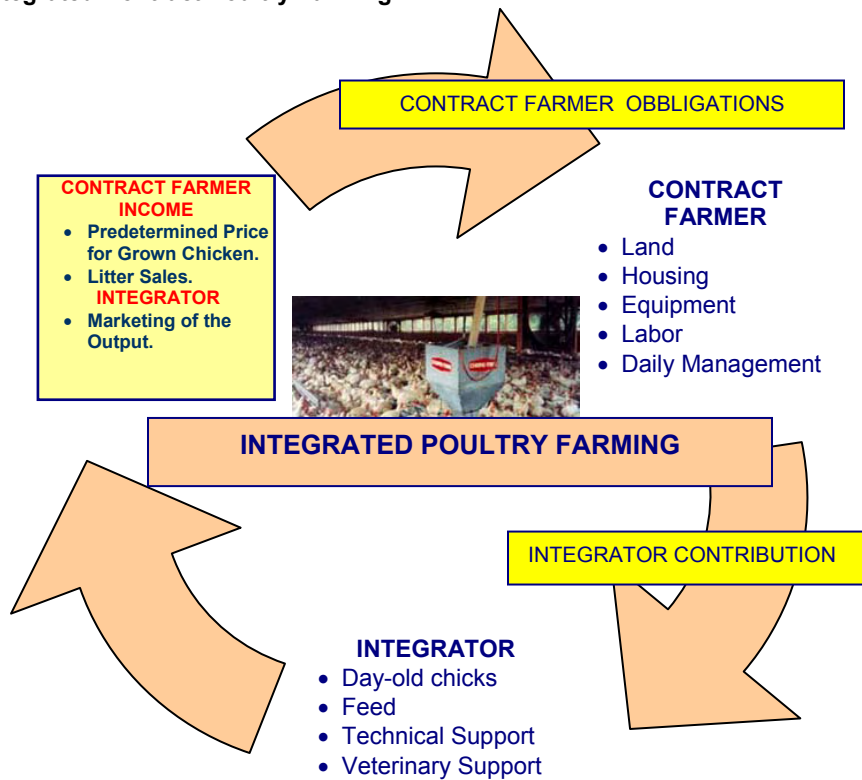 CONTRACT FARMER OBBLIGATIONS
CONTRACT FARMER
INCOME
• Predetermined Price
for Grown Chicken.
• Litter Sales.
INTEGRATOR
• Marketing of the
Output.
CONTRACT
FARMER
• Land
• Housing
• Equipment
• Labor
• Daily Management
INTEGRATED POULTRY FARMING
INTEGRATOR CONTRIBUTION
INTEGRATOR
• Day-old chicks
• Feed
• Technical Support
• Veterinary Support